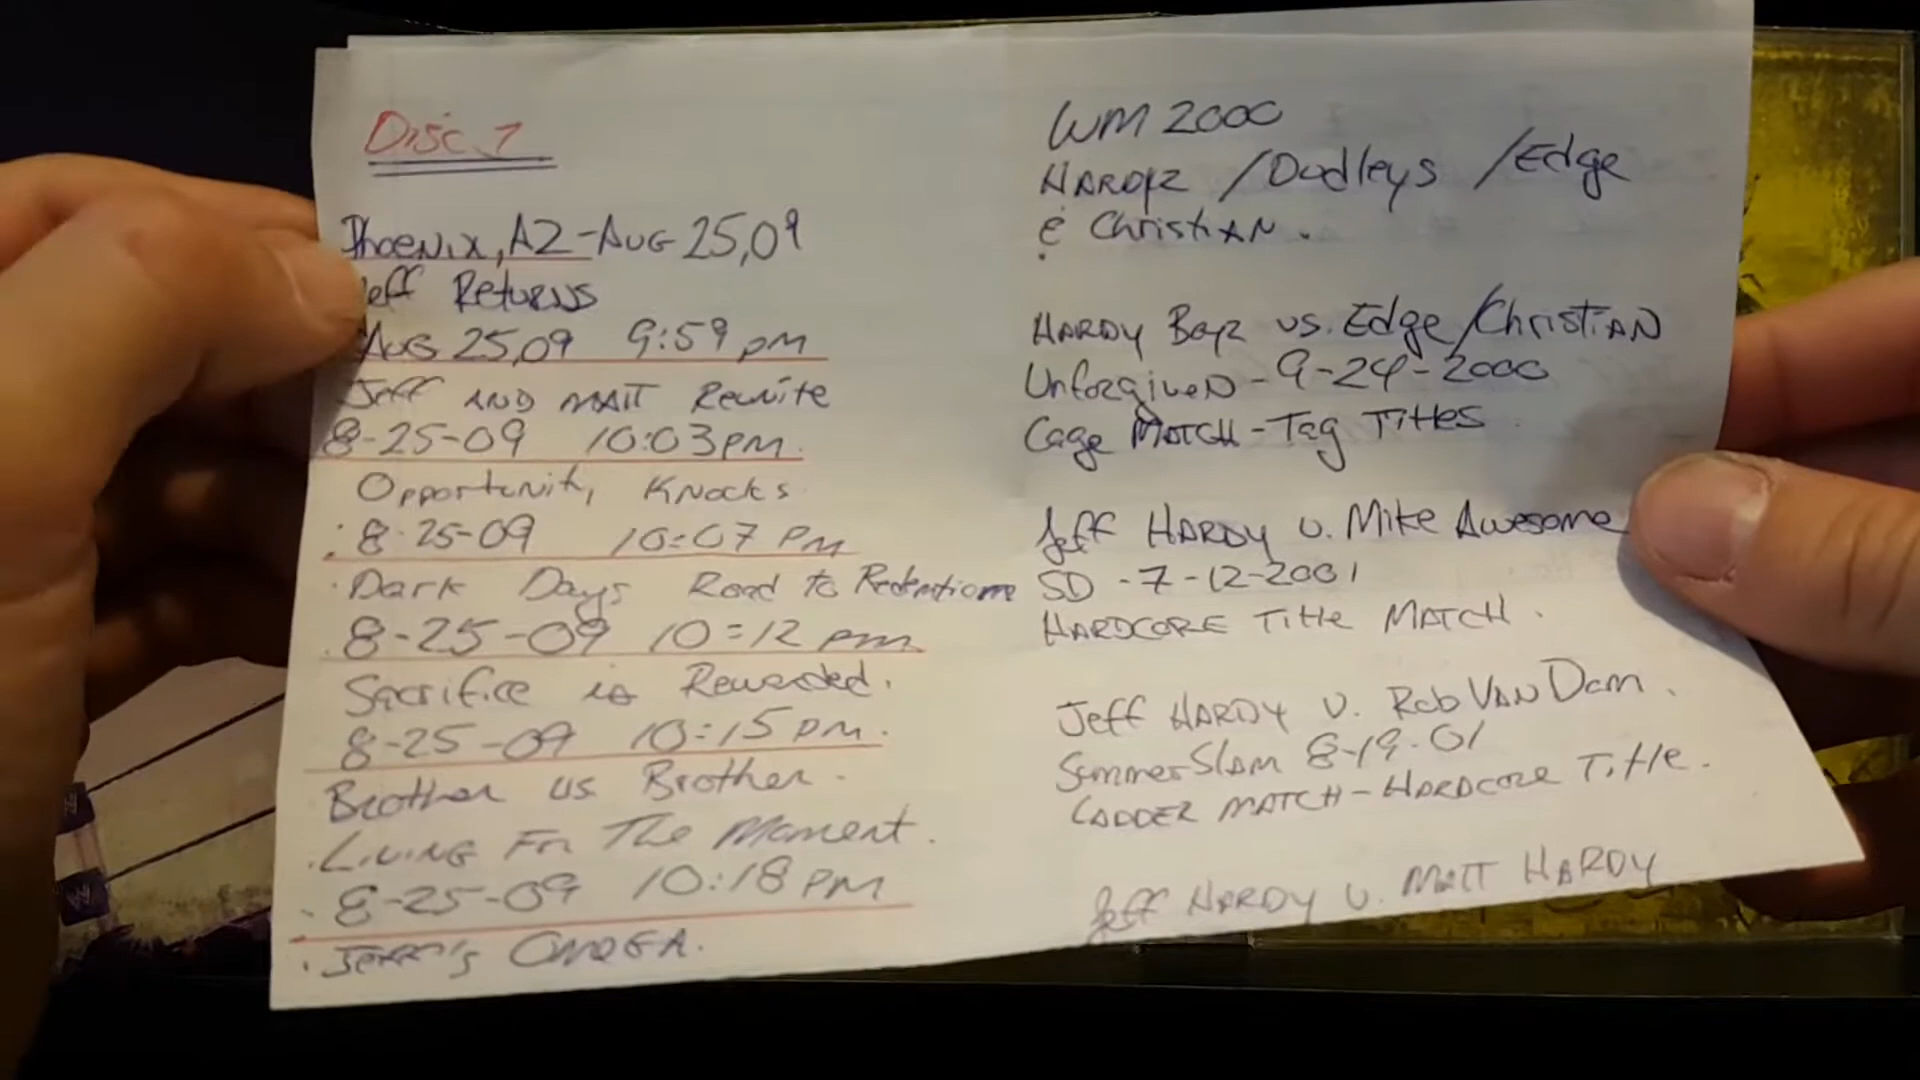 Disc 1
Phoenix, AZ - AUG 25,09
Jeff Returns
AUG 25,09 9:59 pm
Jeff AND MATT Reunite
8-25-09 10:03 PM.
Opportunity Knocks
8-25-09 10:07 PM
Dark Days Road to
8-25-09 10:12 pm
Sacrifice is Rewarded.
8-25-09 10:15 pm.
Brother vs Brother.
Living For The Moment.
8-25-09 10:18 PM
Jeff's OMEGA.
WM 2000
HARDYZ /Dudleys /Edge
& Christian.
HARDY Boyz vs. Edge/Christian
Unforgiven - 9-24-2000
Cage MATCH - Tag Titles
Jeff HARDY v. Mike Awesome
SD - 7-12-2001
HARDCORE Title MATCH.
Jeff HARDY v. Rob VAN Dam.
SummerSlam 8-19-01
LADDER MATCH - HARDCORE Title.
Jeff HARDY v. MATT HARDY